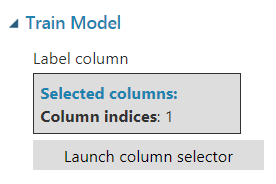 Train Model
Label column
Selected columns:
Column indices: 1
Launch column selector